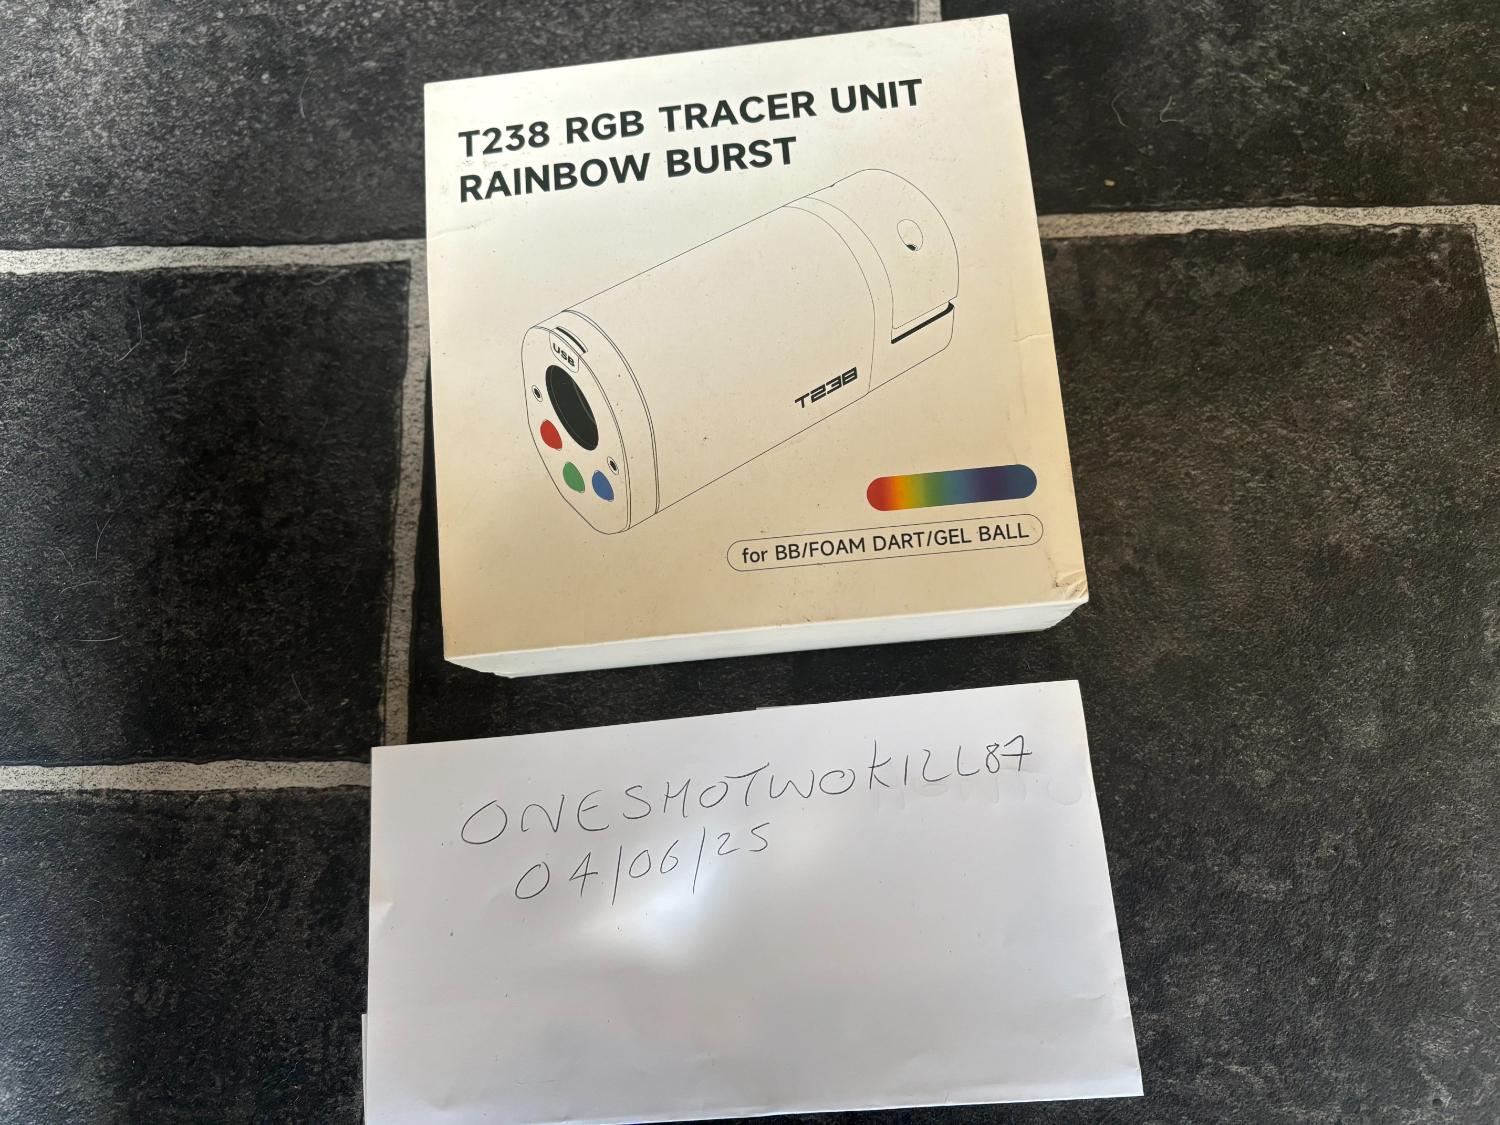 T238 RGB TRACER UNIT
RAINBOW BURST
USB
T238
for BB/FOAM DART/GEL BALL
ONESHOTWOKILL87
04/06/25